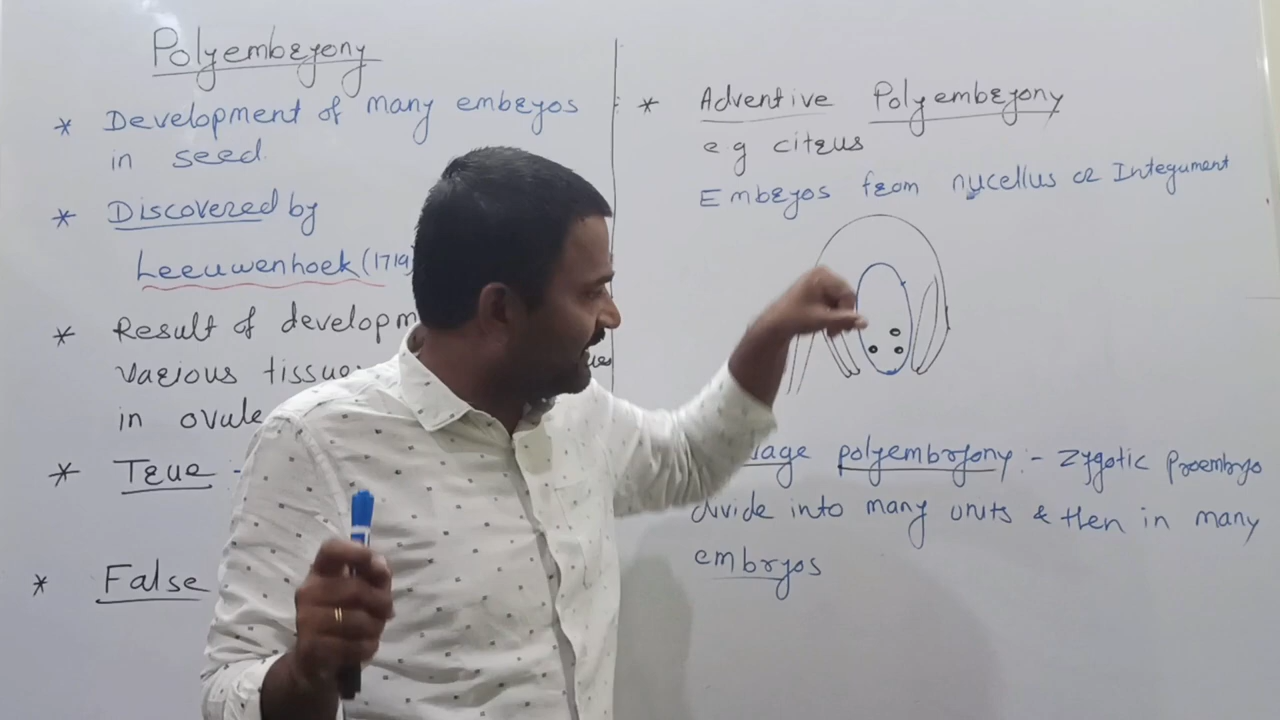 Polyembryony
* Development of many embryos
in seed.
* Discovered by
Leeuwenhoek (1719
* Result of developm
various tissue
in ovule
* True -
* False
* Adventive Polyembryony
eg citrus
Embryos from nucellus or Integument
polyembryony :- Zygotic Proembryo
divide into many units & then in many
embryos